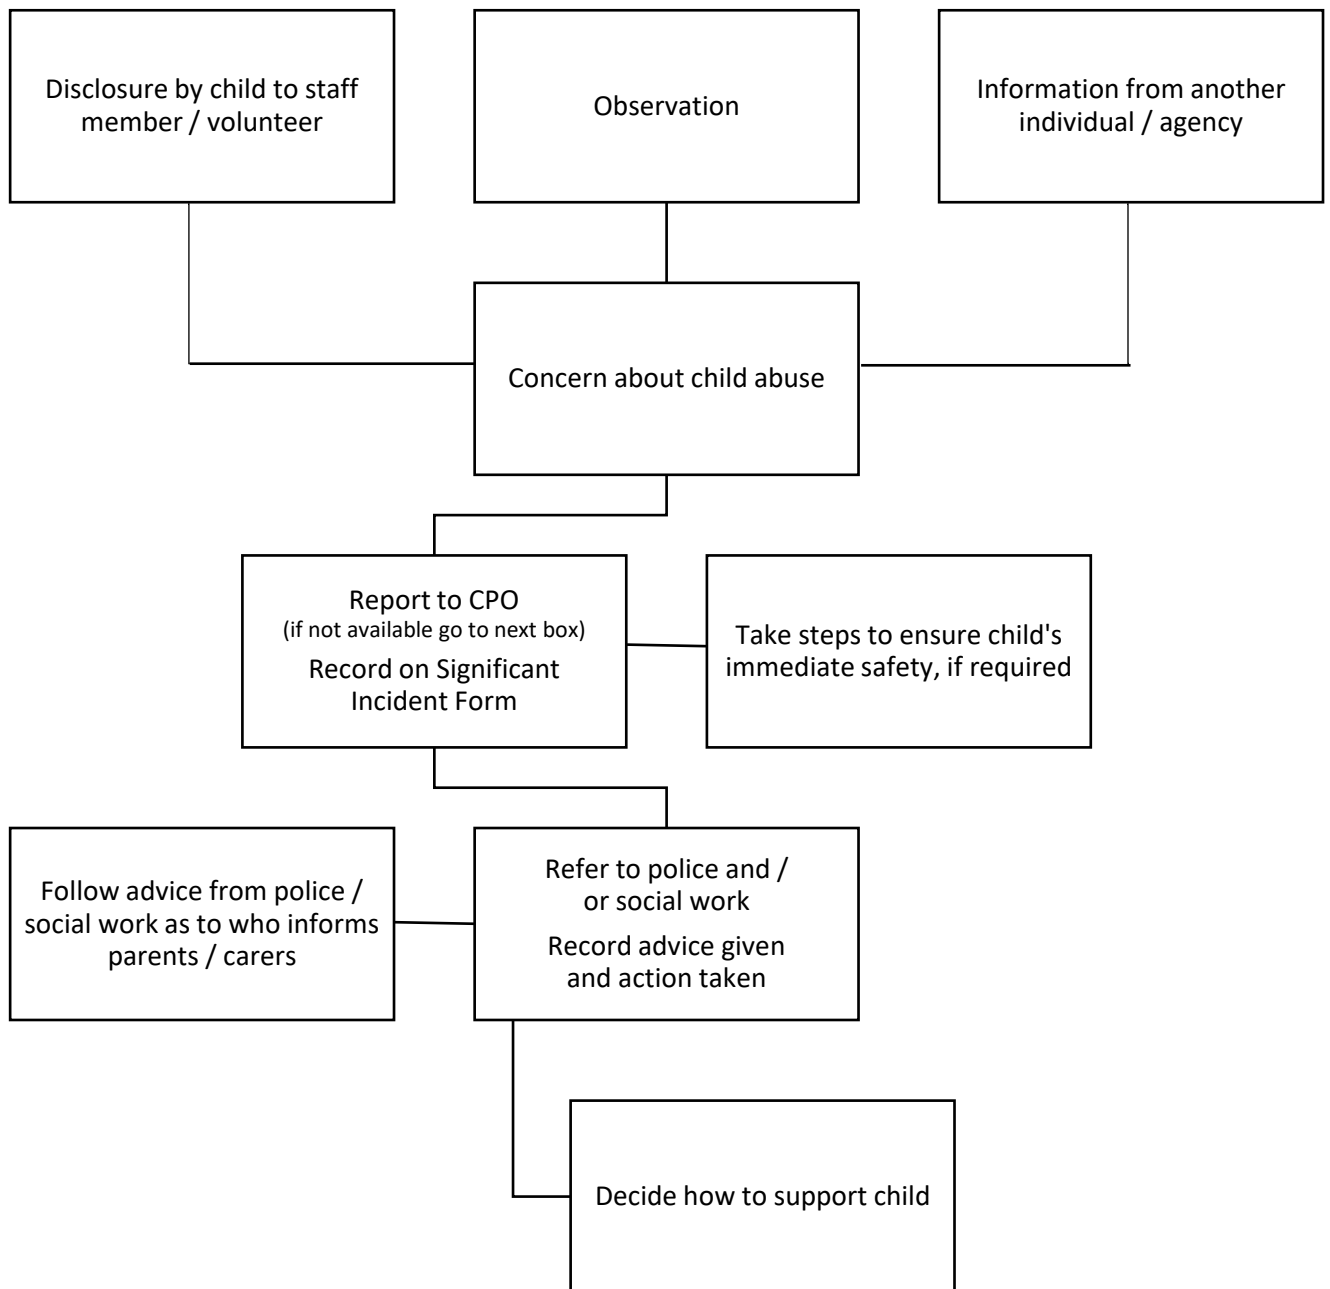 Disclosure by child to staff
member / volunteer
Observation
Information from another
individual / agency
Concern about child abuse
Report to CPO
(if not available go to next box)
Record on Significant
Incident Form
Take steps to ensure child's
immediate safety, if required
Follow advice from police /
social work as to who informs
parents / carers
Refer to police and /
or social work
Record advice given
and action taken
Decide how to support child